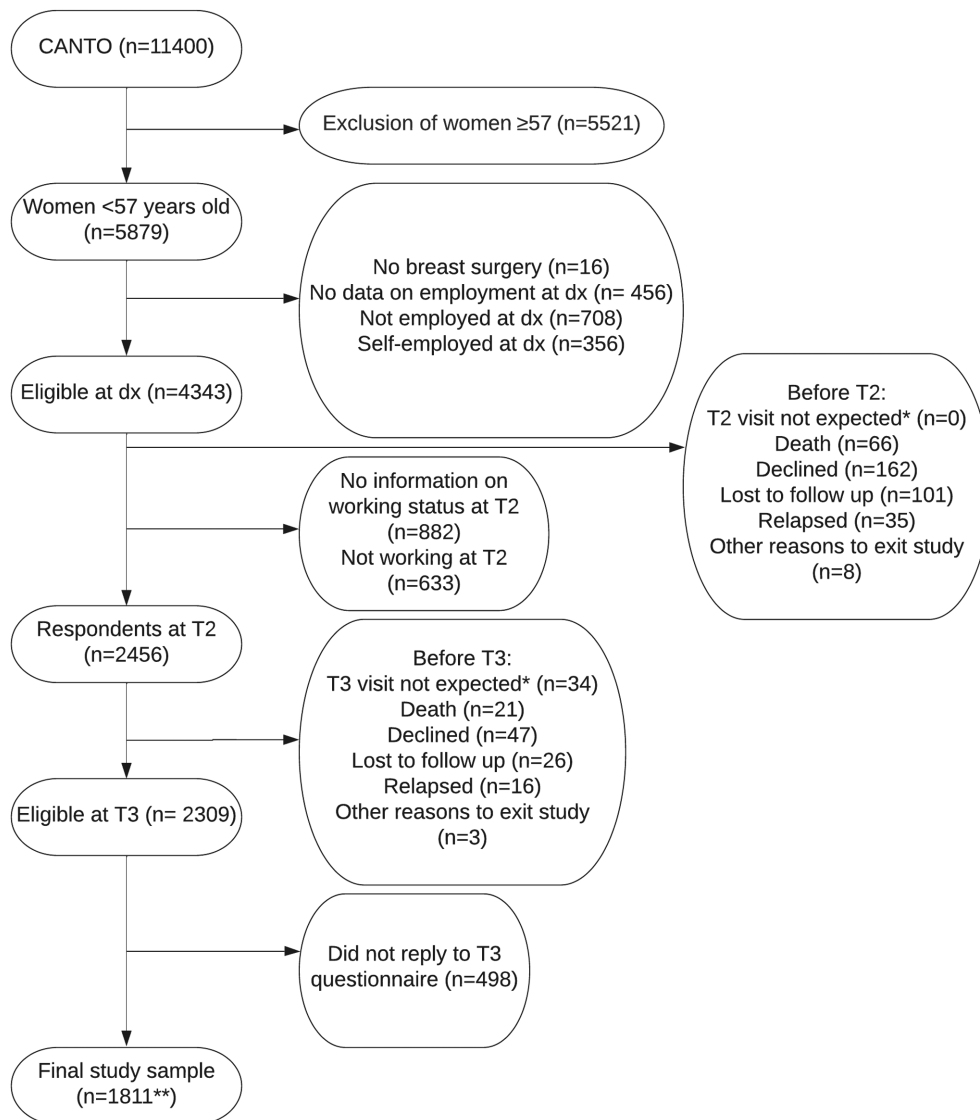 CANTO (n=11400)
Exclusion of women ≥57 (n=5521)
Women <57 years old
(n=5879)
No breast surgery (n=16)
No data on employment at dx (n= 456)
Not employed at dx (n=708)
Self-employed at dx (n=356)
Eligible at dx (n=4343)
Before T2:
T2 visit not expected* (n=0)
Death (n=66)
Declined (n=162)
Lost to follow up (n=101)
Relapsed (n=35)
Other reasons to exit study
(n=8)
No information on
working status at T2
(n=882)
Not working at T2
(n=633)
Respondents at T2
(n=2456)
Before T3:
T3 visit not expected* (n=34)
Death (n=21)
Declined (n=47)
Lost to follow up (n=26)
Relapsed (n=16)
Other reasons to exit study
(n=3)
Eligible at T3 (n= 2309)
Did not reply to T3
questionnaire (n=498)
Final study sample
(n=1811**)